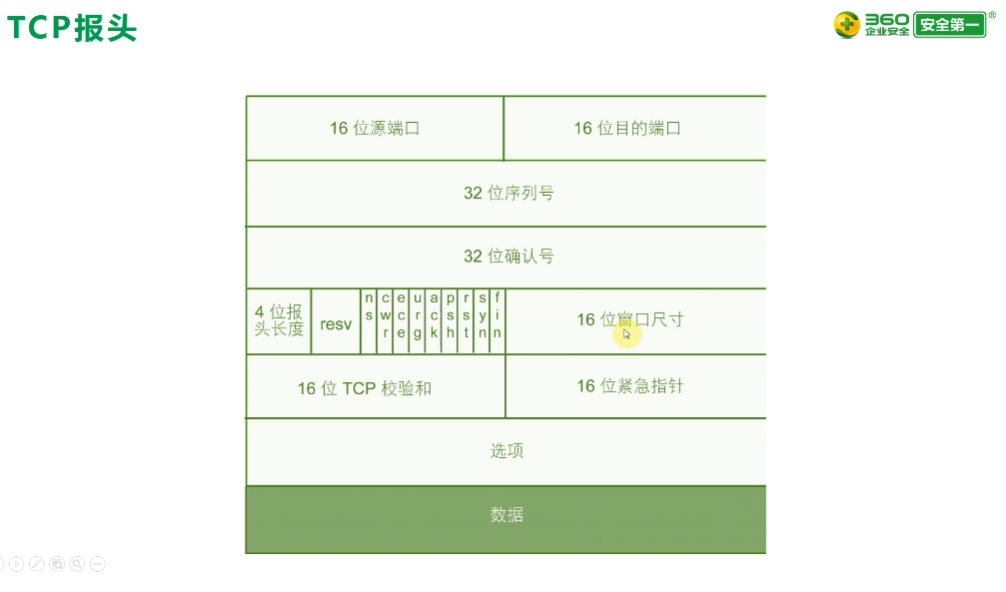 TCP报头
360
企业安全
安全第一
®
16 位源端口
16 位目的端口
32 位序列号
32 位确认号
4 位报
头长度
resv
ns
cwr
ece
urg
ack
psh
rst
syn
fin
16 位窗口尺寸
16 位 TCP 校验和
16 位紧急指针
选项
数据